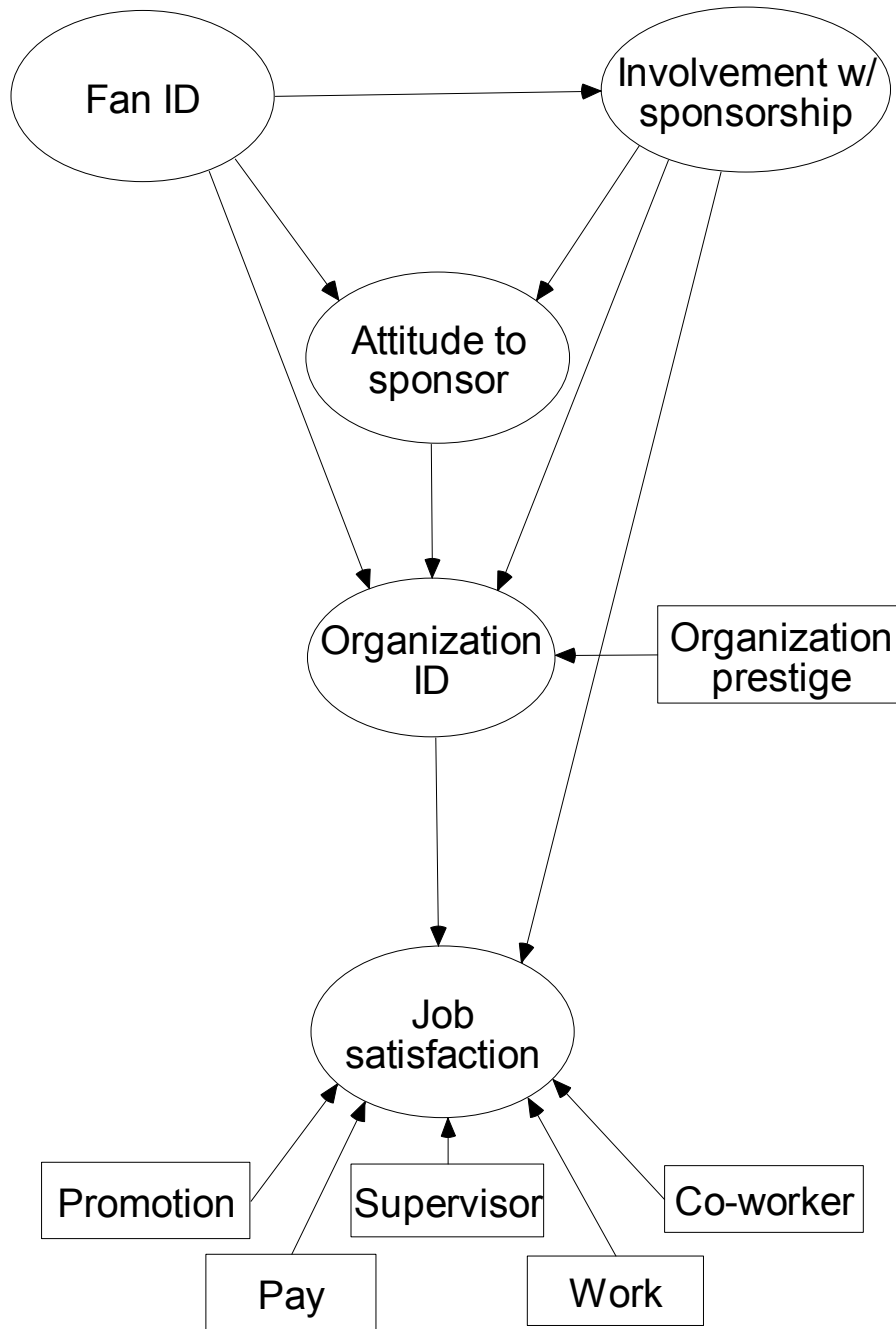 Fan ID
Involvement w/
sponsorship
Attitude to
sponsor
Organization
ID
Organization
prestige
Job
satisfaction
Promotion
Supervisor
Co-worker
Pay
Work